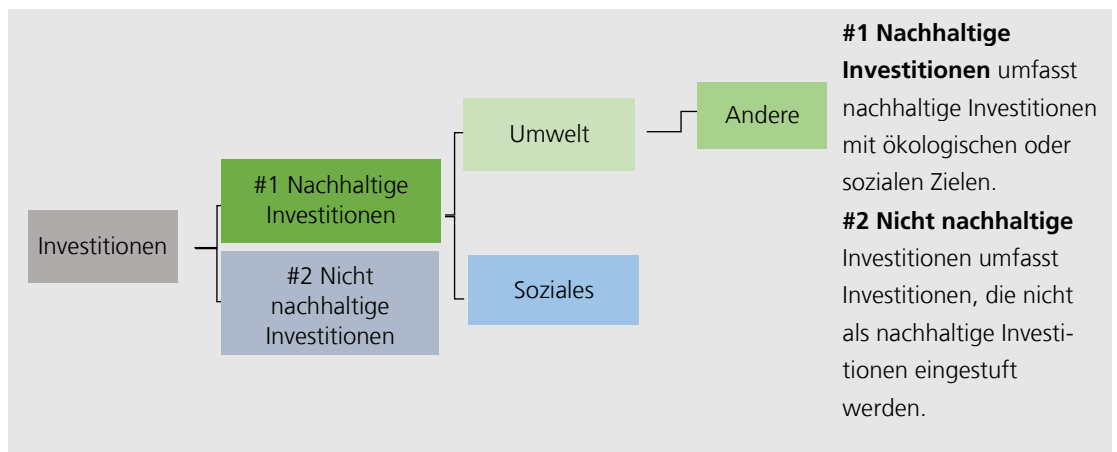 Investitionen
#1 Nachhaltige
Investitionen
#2 Nicht
nachhaltige
Investitionen
Umwelt
Soziales
Andere
#1 Nachhaltige
Investitionen umfasst
nachhaltige Investitionen
mit ökologischen oder
sozialen Zielen.
#2 Nicht nachhaltige
Investitionen umfasst
Investitionen, die nicht
als nachhaltige Investi-
tionen eingestuft
werden.